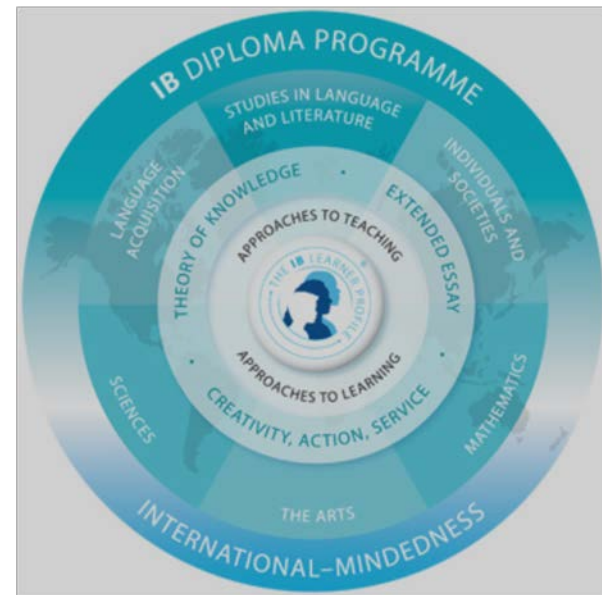 IB DIPLOMA PROGRAMME
STUDIES IN LANGUAGE
AND LITERATURE
LANGUAGE
ACQUISITION
INDIVIDUALS AND
SOCIETIES
THEORY OF KNOWLEDGE
EXTENDED ESSAY
APPROACHES TO TEACHING
THE IB LEARNER PROFILE
APPROACHES TO LEARNING
CREATIVITY, ACTION, SERVICE
SCIENCES
MATHEMATICS
THE ARTS
INTERNATIONAL–MINDEDNESS